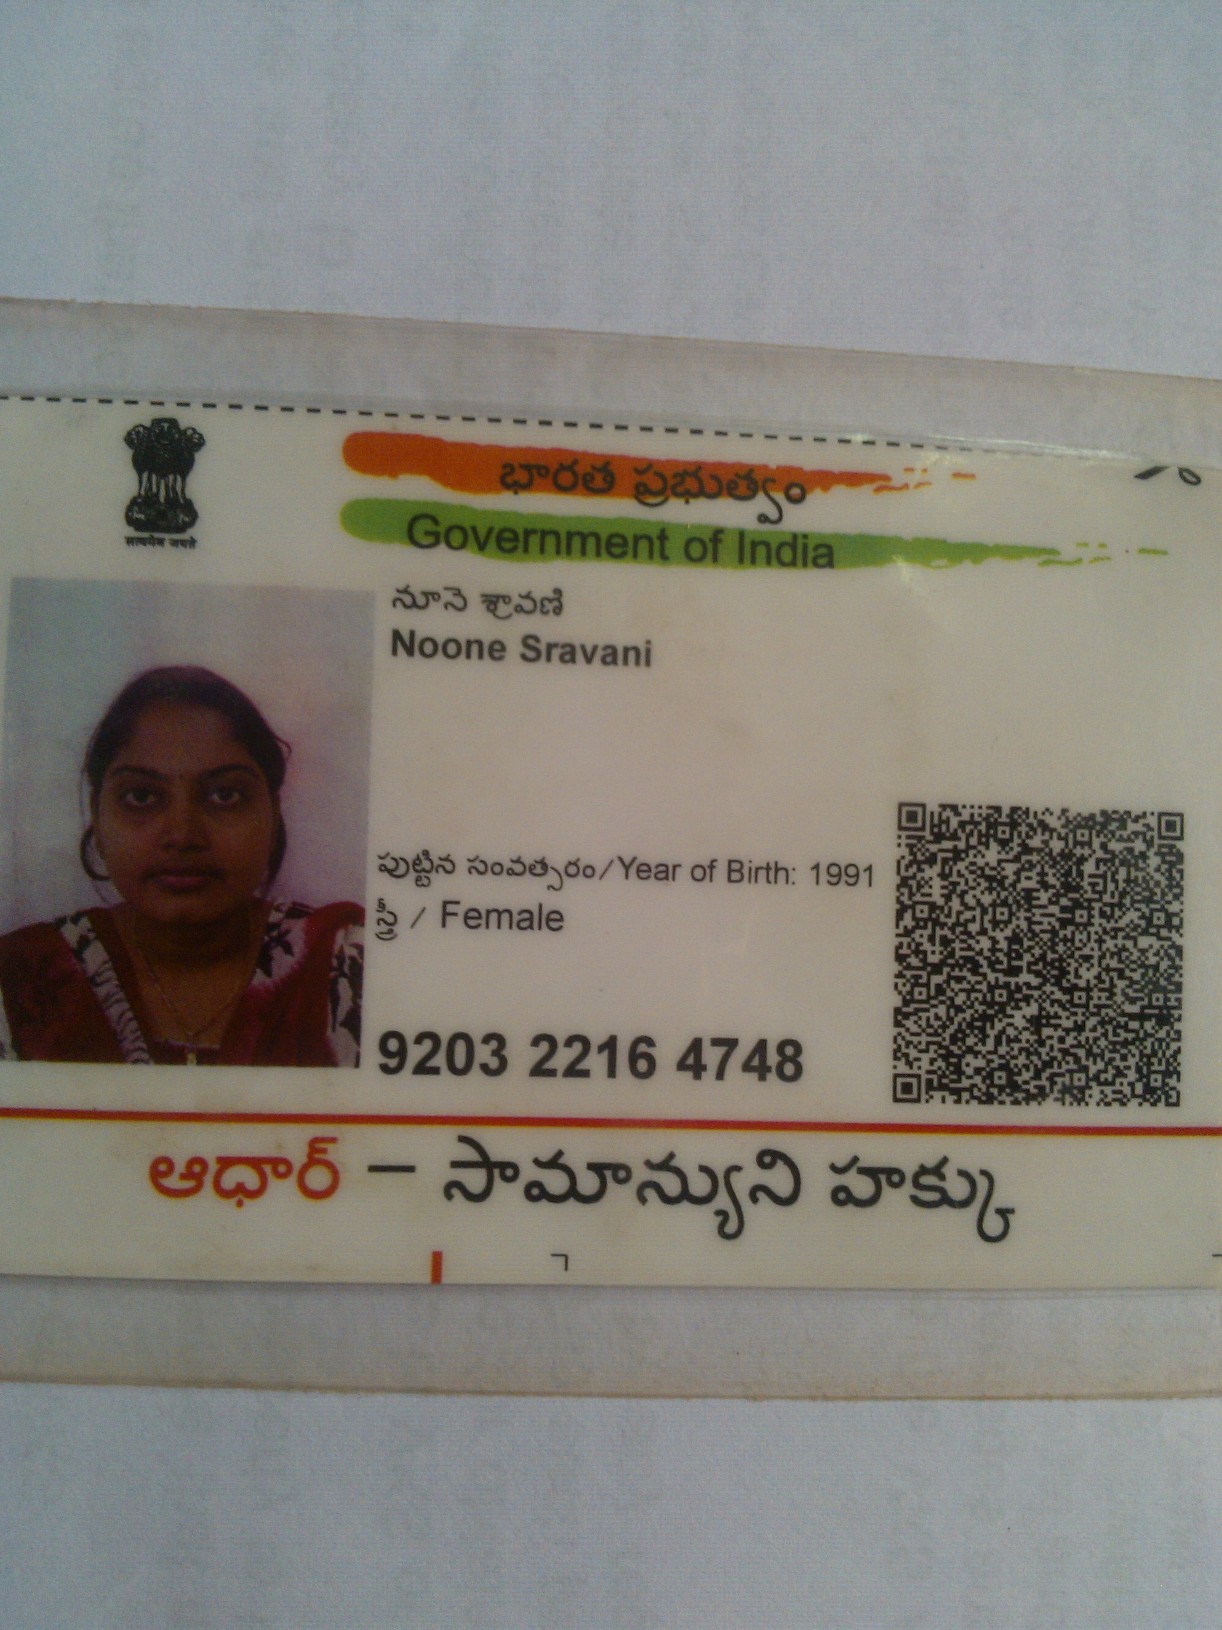 భారత ప్రభుత్వం
Government of India
सत्यमेव जयते
నూనె శ్రావణి
Noone Sravani
పుట్టిన సంవత్సరం/Year of Birth: 1991
స్త్రీ / Female
9203 2216 4748
ఆధార్ – సామాన్యుని హక్కు